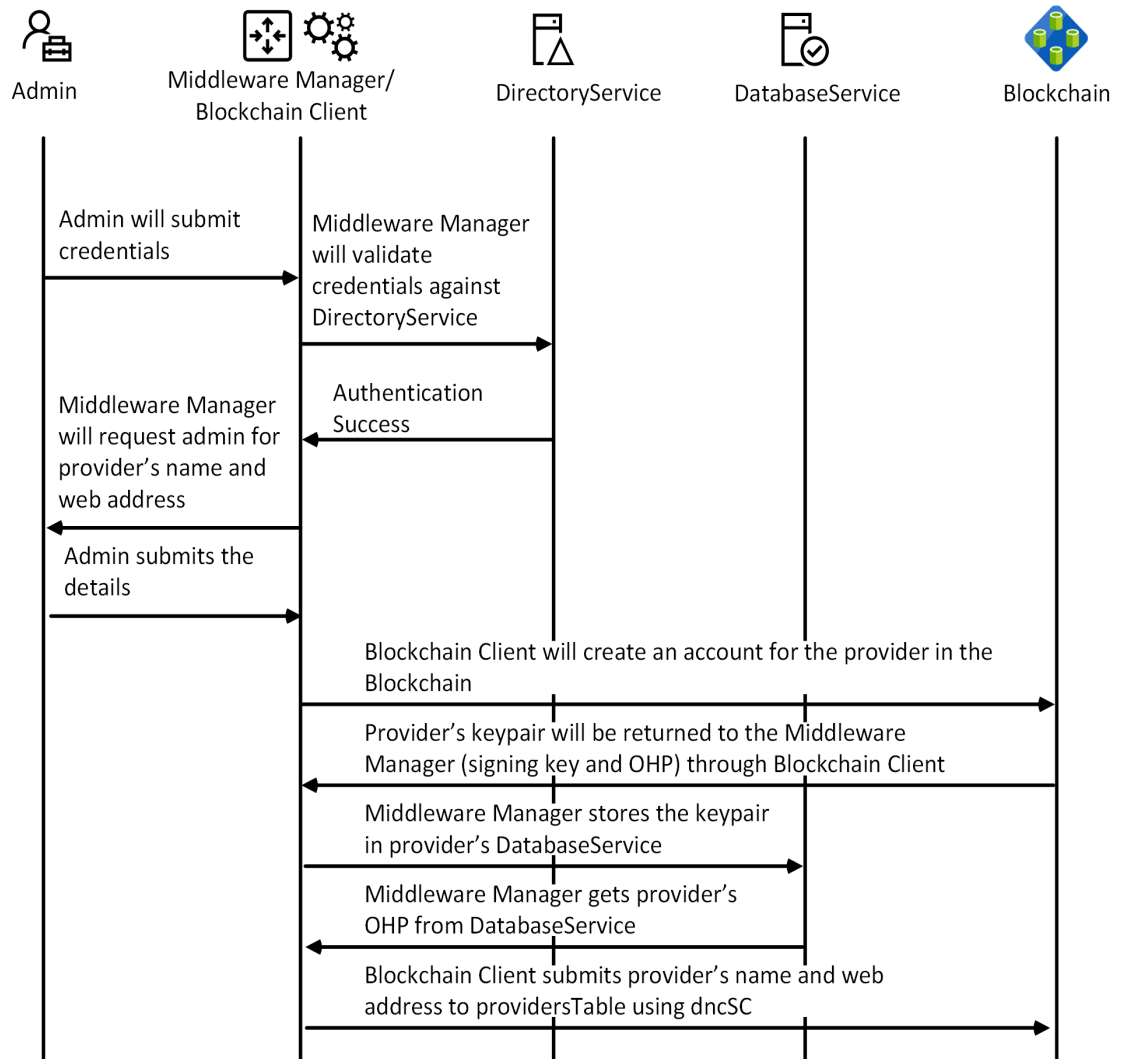 Admin
Middleware Manager/
Blockchain Client
DirectoryService
DatabaseService
Blockchain
Admin will submit
credentials
Middleware Manager
will validate
credentials against
DirectoryService
Authentication
Success
Middleware Manager
will request admin for
provider’s name and
web address
Admin submits the
details
Blockchain Client will create an account for the provider in the
Blockchain
Provider’s keypair will be returned to the Middleware
Manager (signing key and OHP) through Blockchain Client
Middleware Manager stores the keypair
in provider’s DatabaseService
Middleware Manager gets provider’s
OHP from DatabaseService
Blockchain Client submits provider’s name and web
address to providersTable using dncSC